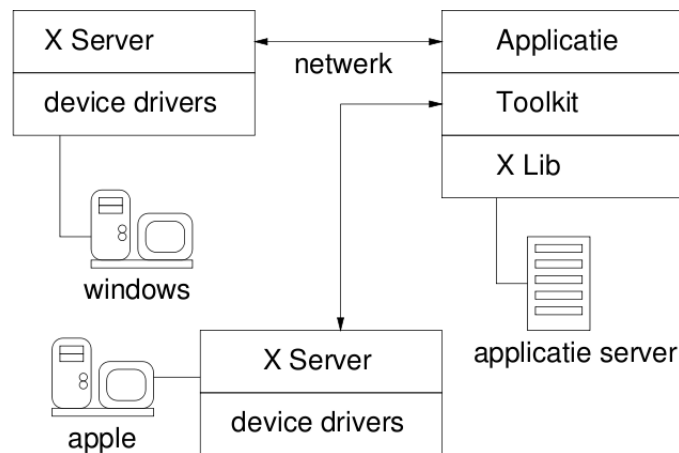 X Server
device drivers
netwerk
Applicatie
Toolkit
X Lib
windows
applicatie server
X Server
device drivers
apple